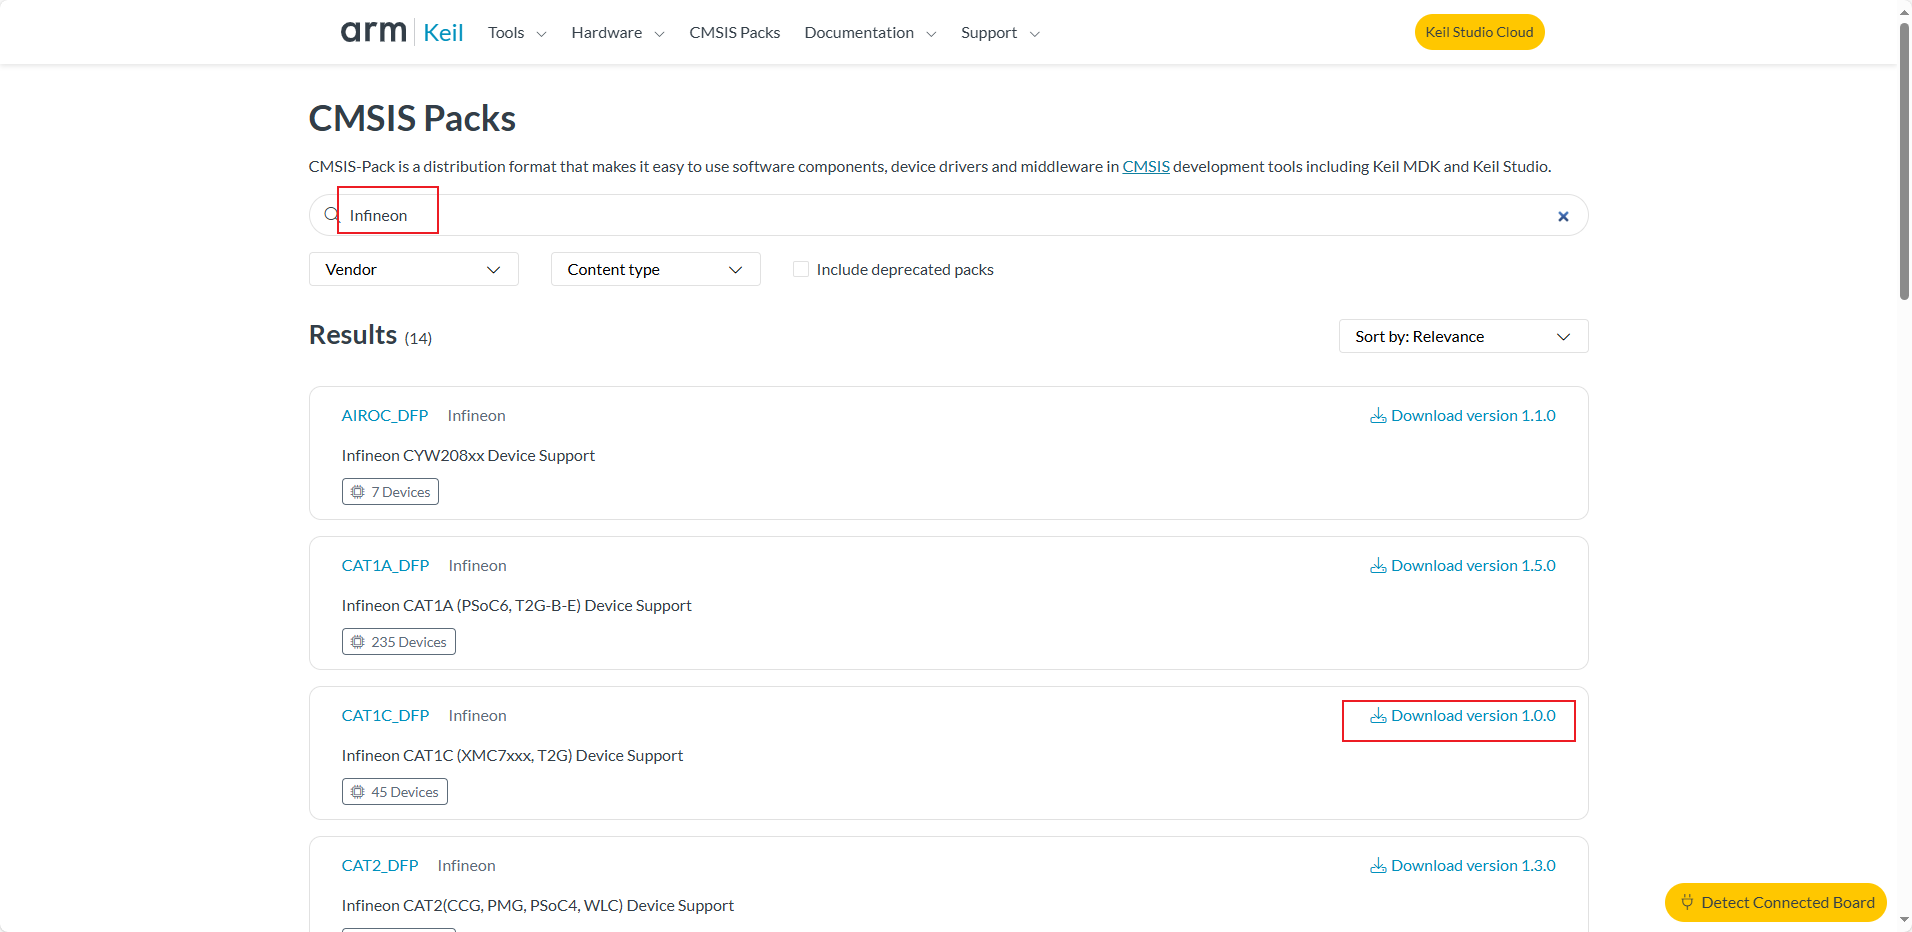 arm Keil Tools Hardware CMSIS Packs Documentation Support Keil Studio Cloud
CMSIS Packs
CMSIS-Pack is a distribution format that makes it easy to use software components, device drivers and middleware in CMSIS development tools including Keil MDK and Keil Studio.
Infineon
Vendor Content type Include deprecated packs
Results (14) Sort by: Relevance
AIROC_DFP Infineon Download version 1.1.0
Infineon CYW208xx Device Support
7 Devices
CAT1A_DFP Infineon Download version 1.5.0
Infineon CAT1A (PSoC6, T2G-B-E) Device Support
235 Devices
CAT1C_DFP Infineon Download version 1.0.0
Infineon CAT1C (XMC7xxx, T2G) Device Support
45 Devices
CAT2_DFP Infineon Download version 1.3.0
Infineon CAT2(CCG, PMG, PSoC4, WLC) Device Support
Detect Connected Board